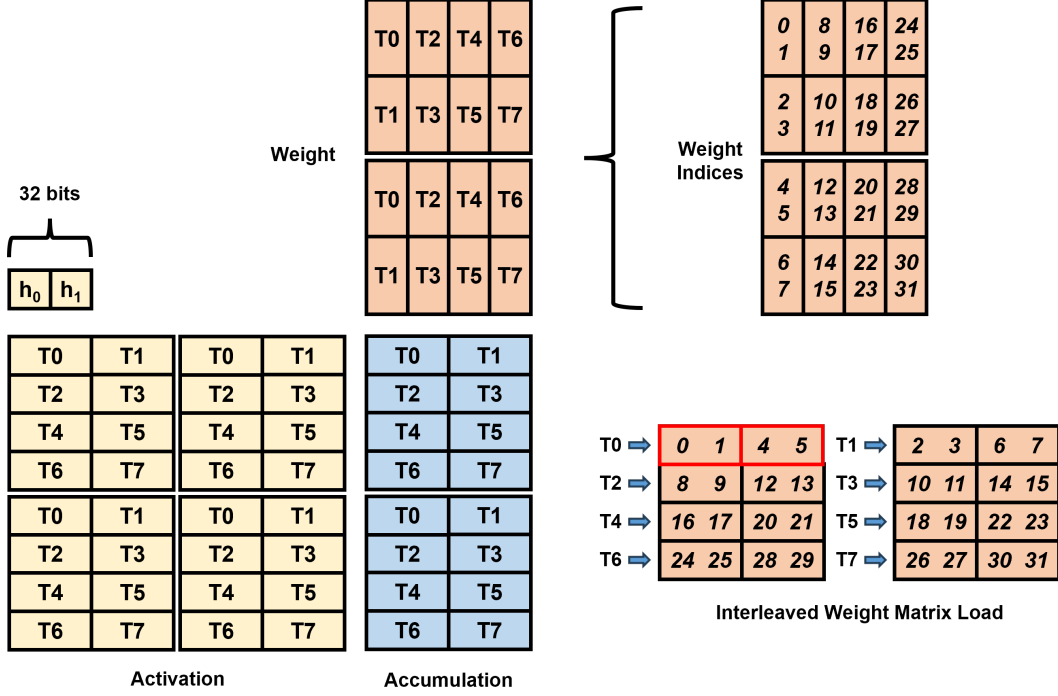 T0 T2 T4 T6
T1 T3 T5 T7
Weight
T0 T2 T4 T6
T1 T3 T5 T7
0 8 16 24
1 9 17 25
2 10 18 26
3 11 19 27
Weight
Indices
4 12 20 28
5 13 21 29
6 14 22 30
7 15 23 31
32 bits
h0 h1
T0 T1 T0 T1
T2 T3 T2 T3
T4 T5 T4 T5
T6 T7 T6 T7
T0 T1 T0 T1
T2 T3 T2 T3
T4 T5 T4 T5
T6 T7 T6 T7
Activation
T0 T1
T2 T3
T4 T5
T6 T7
T0 T1
T2 T3
T4 T5
T6 T7
Accumulation
T0 0 1 4 5 T1 2 3 6 7
T2 8 9 12 13 T3 10 11 14 15
T4 16 17 20 21 T5 18 19 22 23
T6 24 25 28 29 T7 26 27 30 31
Interleaved Weight Matrix Load